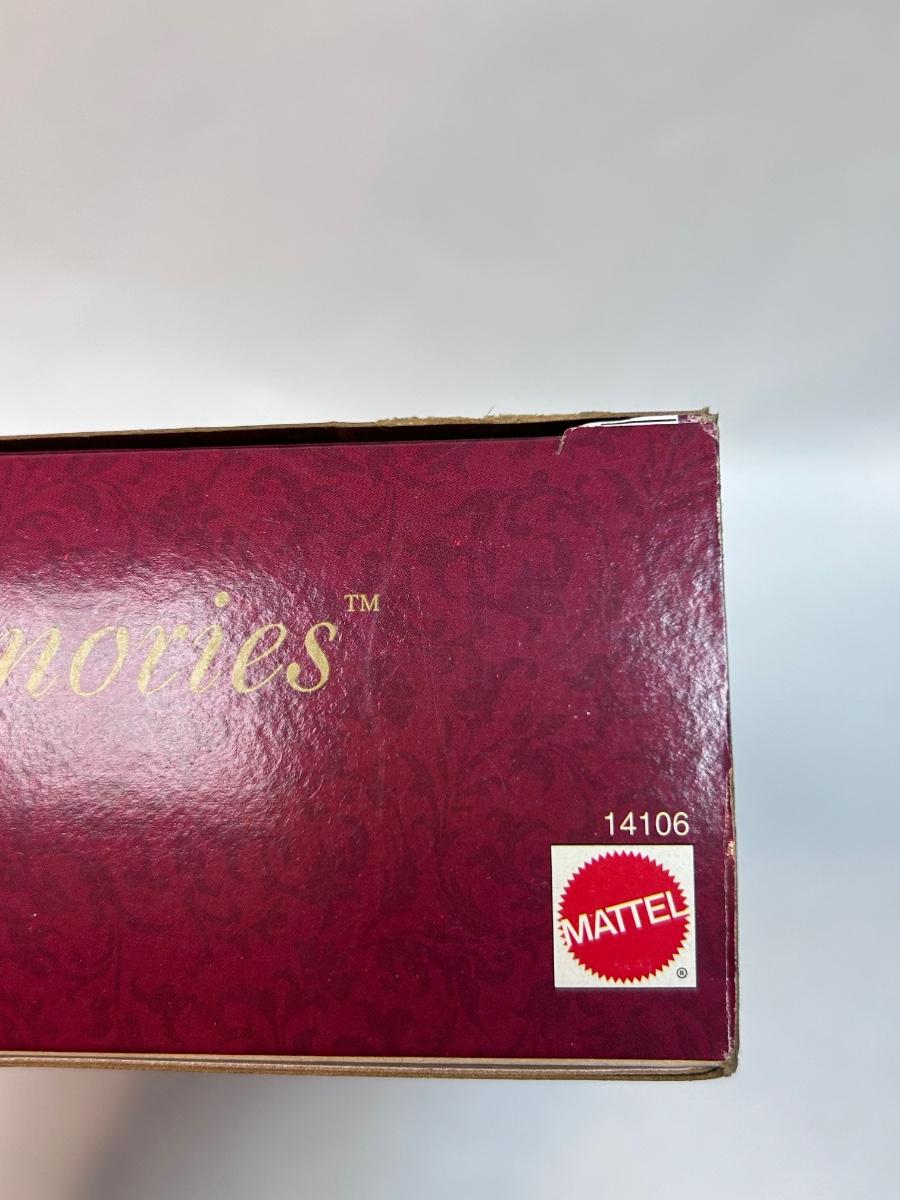 mories™
14106
MATTEL
®